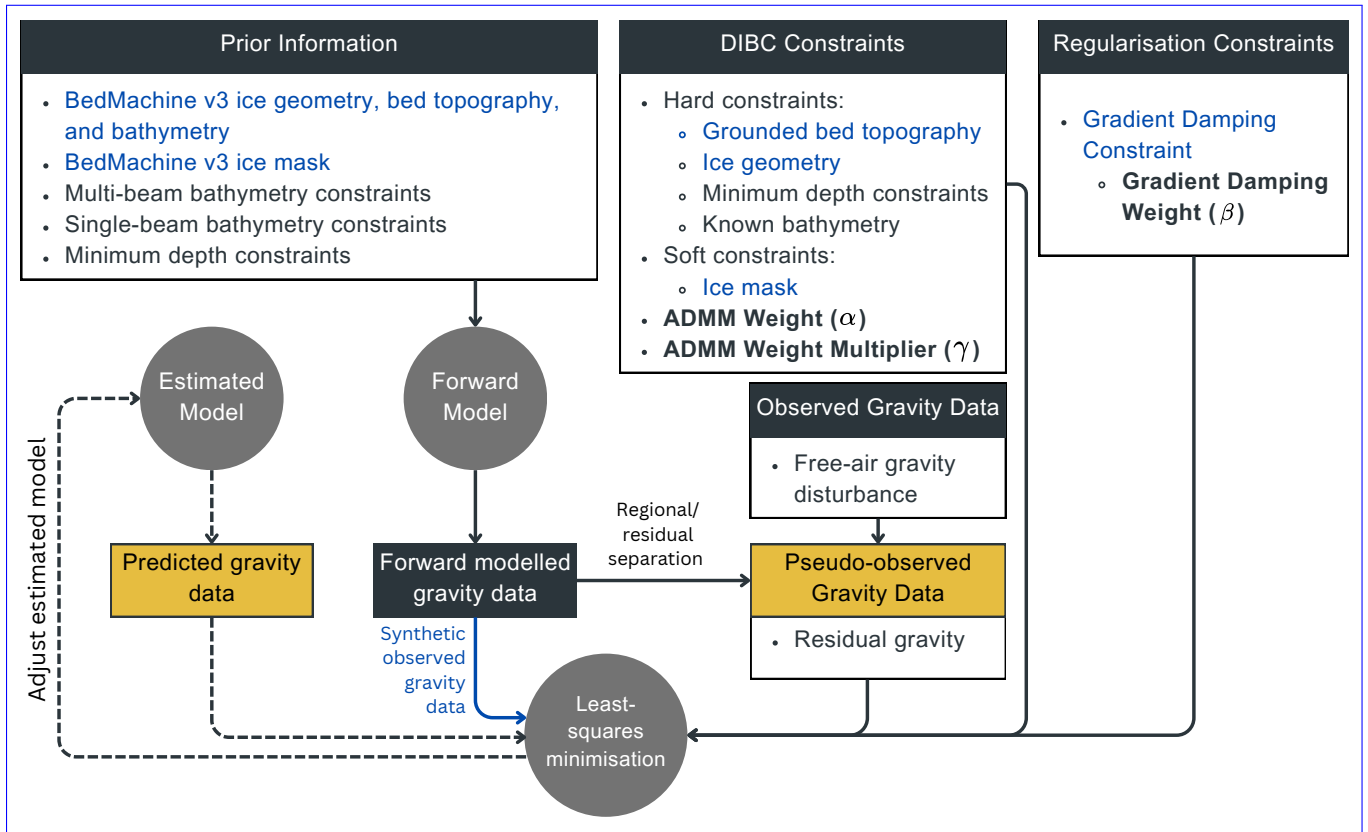 Prior Information
• BedMachine v3 ice geometry, bed topography,
and bathymetry
• BedMachine v3 ice mask
• Multi-beam bathymetry constraints
• Single-beam bathymetry constraints
• Minimum depth constraints
DIBC Constraints
• Hard constraints:
∘ Grounded bed topography
∘ Ice geometry
∘ Minimum depth constraints
∘ Known bathymetry
• Soft constraints:
∘ Ice mask
• ADMM Weight (α)
• ADMM Weight Multiplier (γ)
Regularisation Constraints
• Gradient Damping
Constraint
∘ Gradient Damping
Weight (β)
Estimated
Model
Forward
Model
Observed Gravity Data
• Free-air gravity
disturbance
Adjust estimated model
Predicted gravity
data
Forward modelled
gravity data
Regional/
residual
separation
Pseudo-observed
Gravity Data
• Residual gravity
Synthetic
observed
gravity
data
Least-
squares
minimisation